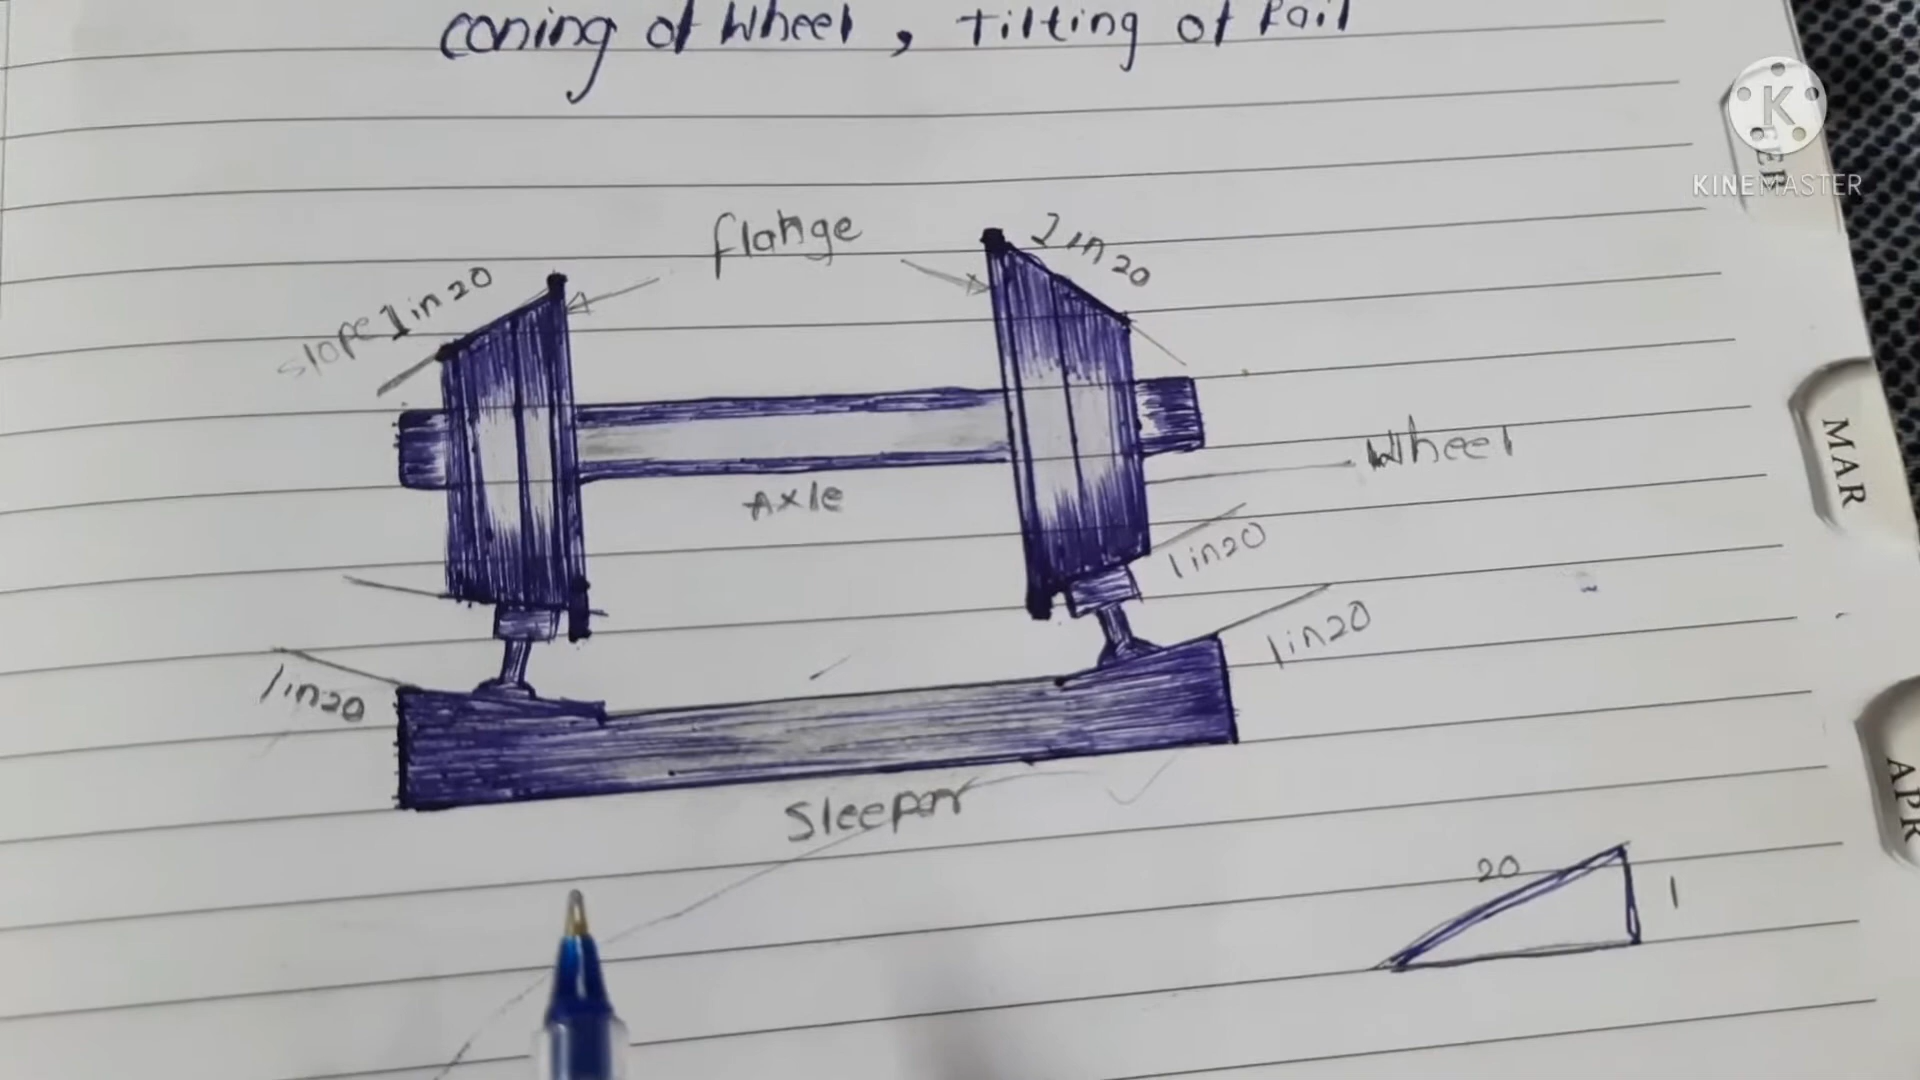 coning of wheel, Tilting of Rail
FEB
KINEMASTER
flange
1 in 20
slope 1 in 20
MAR
Wheel
Axle
1 in 20
1 in 20
1 in 20
APR
Sleeper
20
1